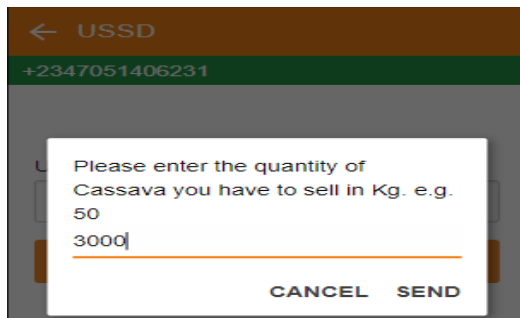 ← USSD
+2347051406231
U
Please enter the quantity of
Cassava you have to sell in Kg. e.g.
50
3000
CANCEL SEND